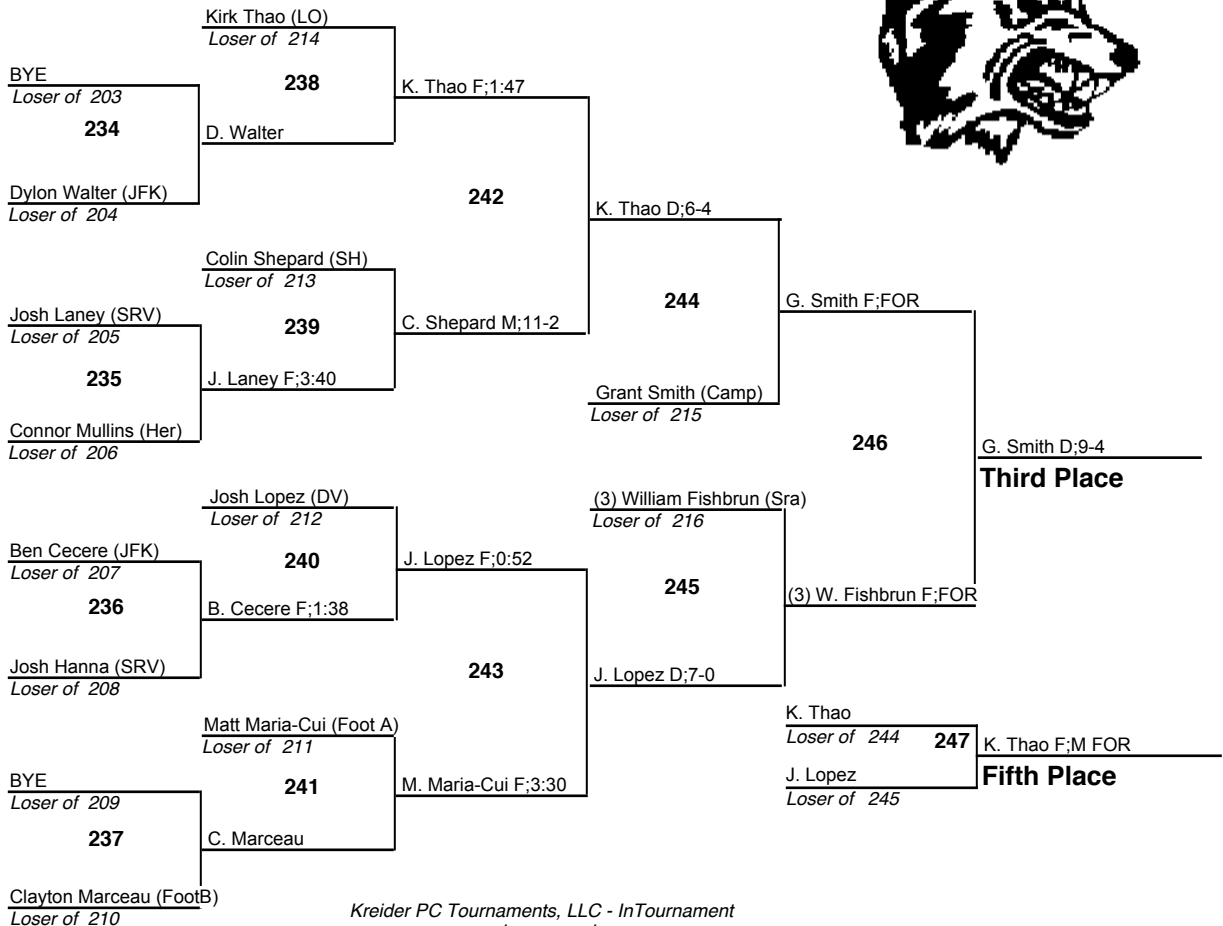 Kirk Thao (LO)
Loser of 214
BYE
Loser of 203
238
K. Thao F;1:47
234
D. Walter
Dylon Walter (JFK)
Loser of 204
242
K. Thao D;6-4
Colin Shepard (SH)
Loser of 213
244
G. Smith F;FOR
Josh Laney (SRV)
Loser of 205
239
C. Shepard M;11-2
235
J. Laney F;3:40
Grant Smith (Camp)
Loser of 215
Connor Mullins (Her)
Loser of 206
246
G. Smith D;9-4
Third Place
Josh Lopez (DV)
Loser of 212
(3) William Fishbrun (Sra)
Loser of 216
Ben Cecere (JFK)
Loser of 207
240
J. Lopez F;0:52
245
(3) W. Fishbrun F;FOR
236
B. Cecere F;1:38
Josh Hanna (SRV)
Loser of 208
243
J. Lopez D;7-0
Matt Maria-Cui (Foot A)
Loser of 211
K. Thao
Loser of 244
247
K. Thao F;M FOR
Fifth Place
BYE
Loser of 209
241
M. Maria-Cui F;3:30
J. Lopez
Loser of 245
237
C. Marceau
Clayton Marceau (FootB)
Loser of 210
Kreider PC Tournaments, LLC - InTournament